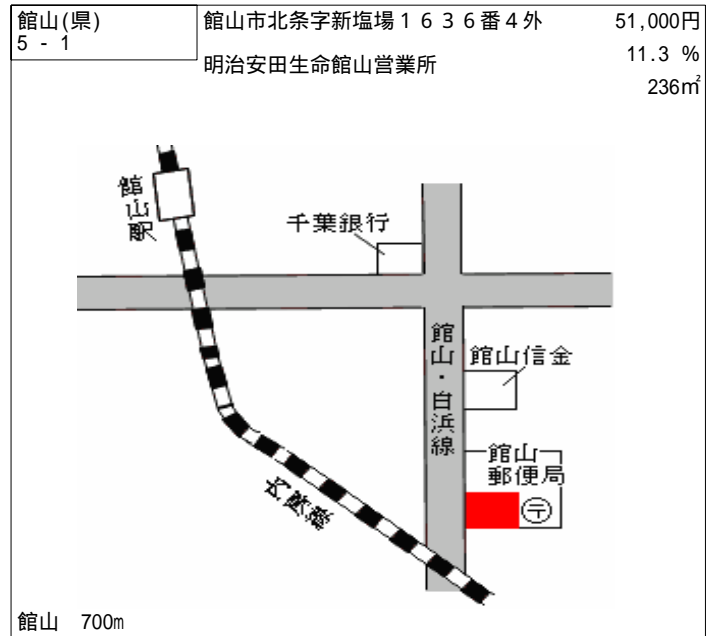 館山(県)
5 - 1
館山市北条字新塩場１６３６番４外
明治安田生命館山営業所
51,000円
11.3 %
236㎡
館山駅
千葉銀行
館山・白浜線
館山信金
館山
郵便局
〒
内房線
館山 700m